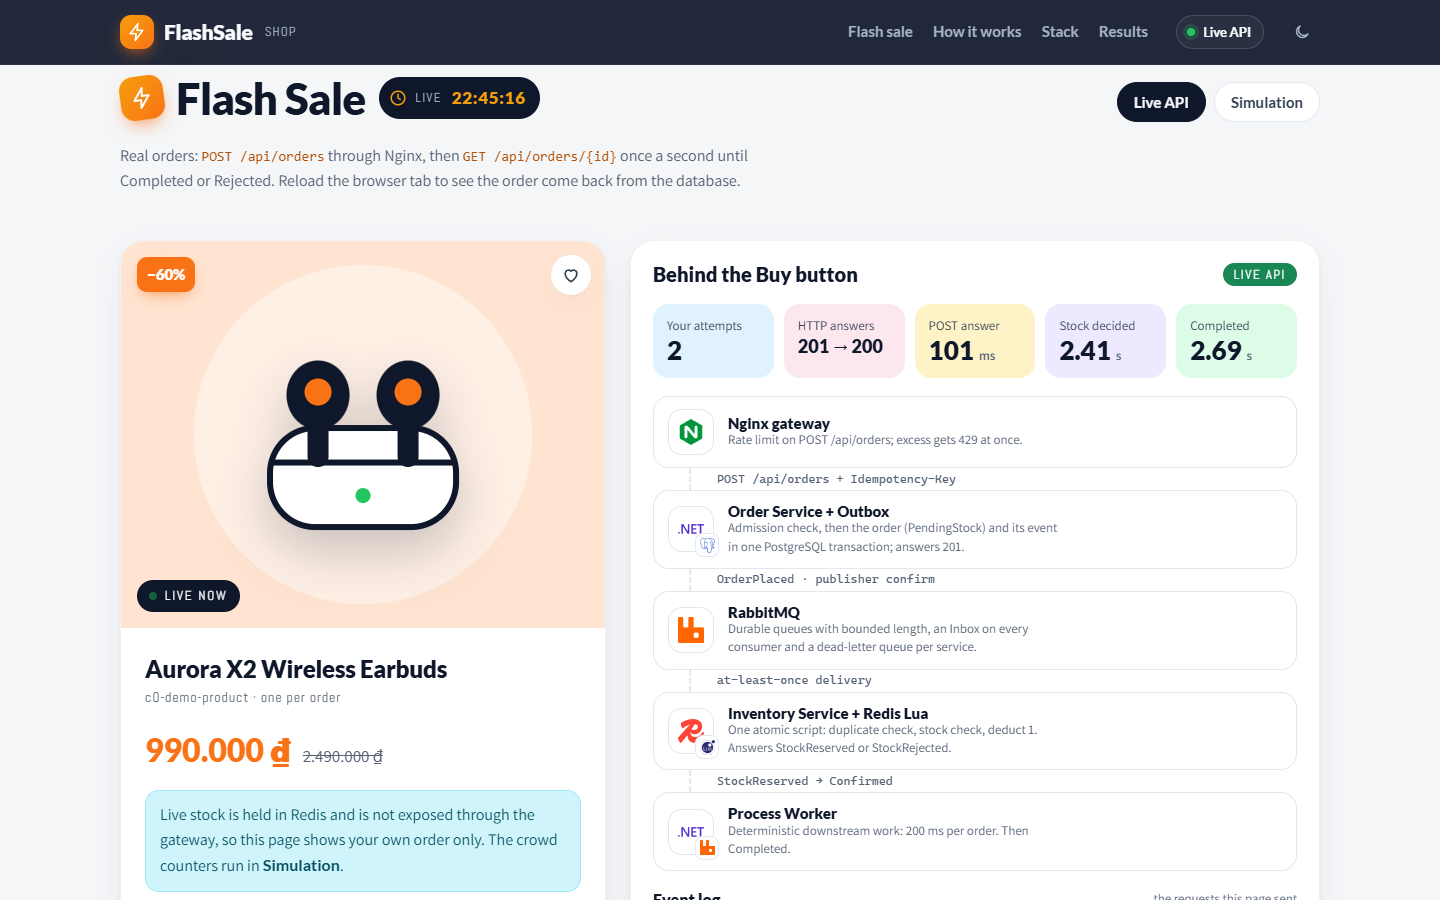 FlashSale SHOP
Flash sale How it works Stack Results Live API
Flash Sale LIVE 22:45:16
Live API Simulation
Real orders: POST /api/orders through Nginx, then GET /api/orders/{id} once a second until
Completed or Rejected. Reload the browser tab to see the order come back from the database.
−60%
LIVE NOW
Aurora X2 Wireless Earbuds
c0-demo-product · one per order
990.000 ₫ 2.490.000 ₫
Live stock is held in Redis and is not exposed through the
gateway, so this page shows your own order only. The crowd
counters run in Simulation.
Behind the Buy button LIVE API
Your attempts
2
HTTP answers
201 → 200
POST answer
101 ms
Stock decided
2.41 s
Completed
2.69 s
Nginx gateway
Rate limit on POST /api/orders; excess gets 429 at once.
POST /api/orders + Idempotency-Key
.NET
Order Service + Outbox
Admission check, then the order (PendingStock) and its event
in one PostgreSQL transaction; answers 201.
OrderPlaced · publisher confirm
RabbitMQ
Durable queues with bounded length, an Inbox on every
consumer and a dead-letter queue per service.
at-least-once delivery
Inventory Service + Redis Lua
One atomic script: duplicate check, stock check, deduct 1.
Answers StockReserved or StockRejected.
StockReserved → Confirmed
.NET
Process Worker
Deterministic downstream work: 200 ms per order. Then
Completed.
Event log the requests this page sent